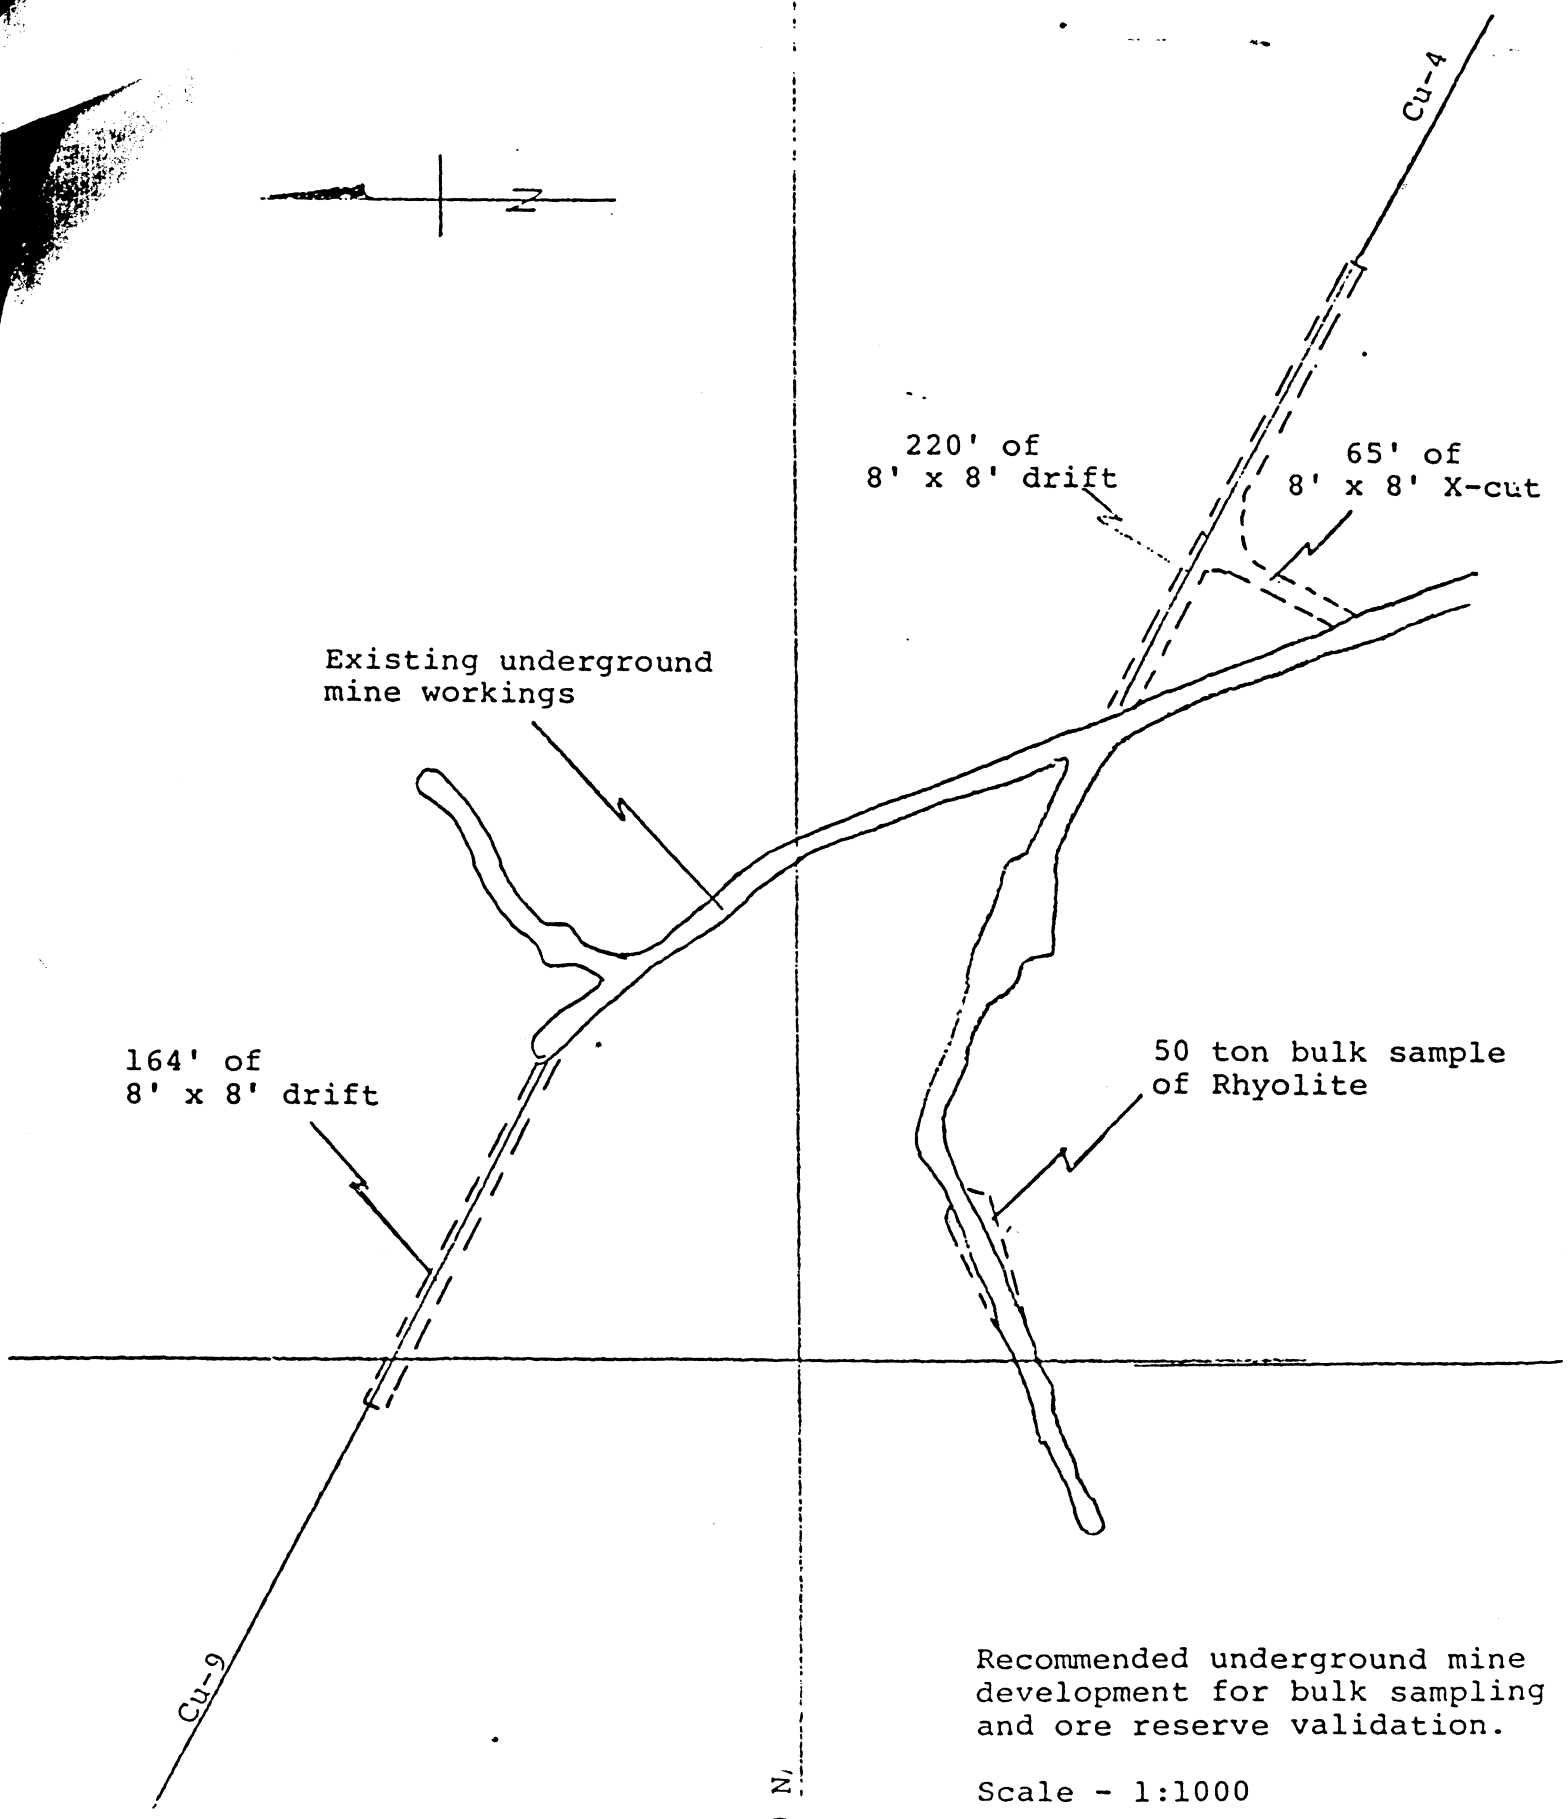 Cu-4
N
220' of
8' x 8' drift
65' of
8' x 8' X-cut
Existing underground
mine workings
164' of
8' x 8' drift
50 ton bulk sample
of Rhyolite
Cu-9
Recommended underground mine
development for bulk sampling
and ore reserve validation.
Scale - 1:1000
N